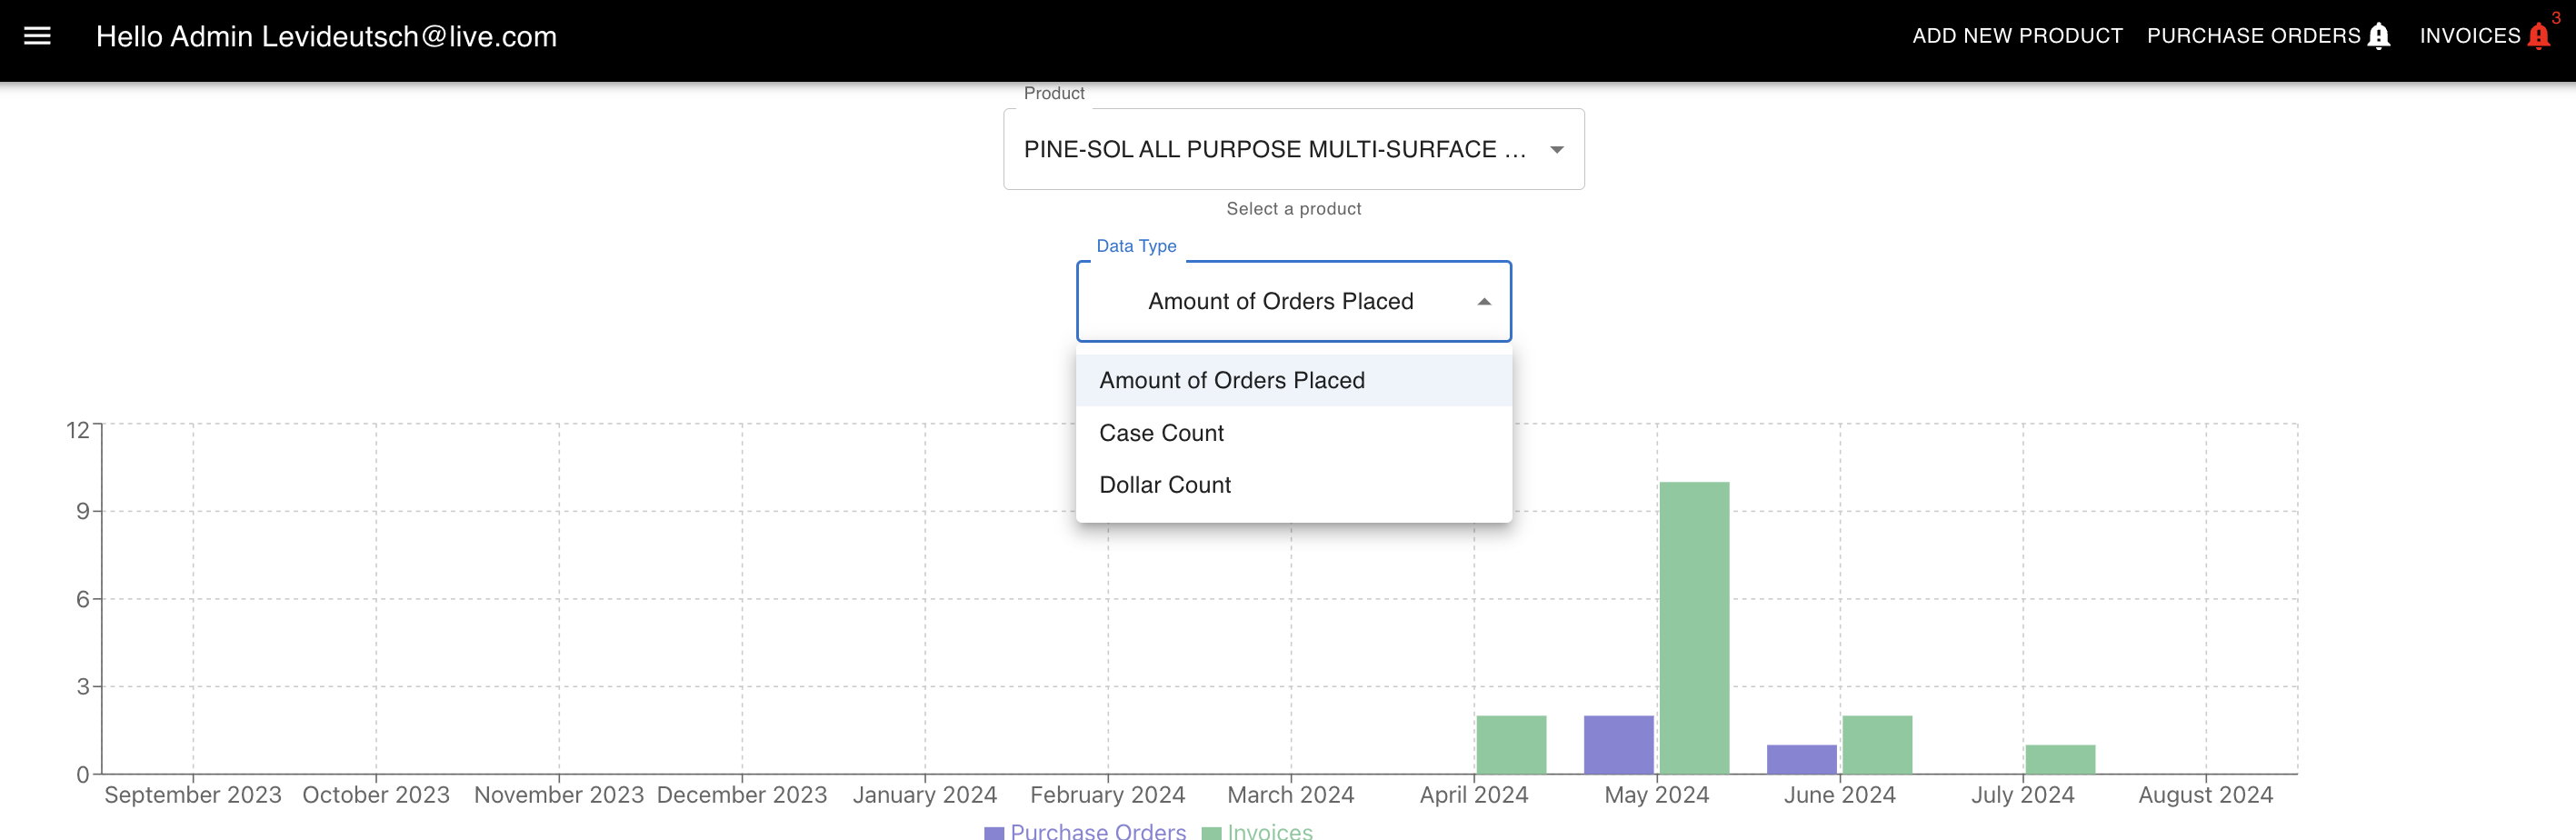 Hello Admin Levideutsch@live.com
ADD NEW PRODUCT
PURCHASE ORDERS
INVOICES
3
Product
PINE-SOL ALL PURPOSE MULTI-SURFACE ...
Select a product
Data Type
Amount of Orders Placed
Amount of Orders Placed
Case Count
Dollar Count
12
9
6
3
0
September 2023 October 2023 November 2023 December 2023 January 2024 February 2024 March 2024 April 2024 May 2024 June 2024 July 2024 August 2024
Purchase Orders Invoices